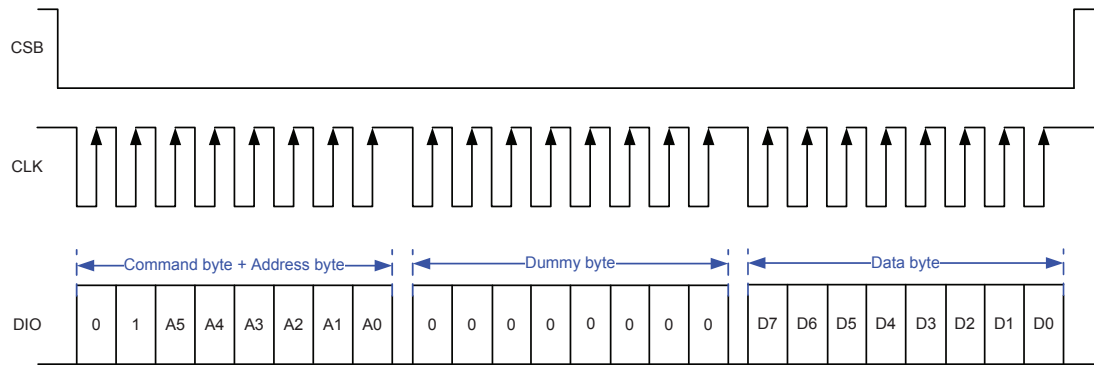 CSB
CLK
Command byte + Address byte Dummy byte Data byte
DIO 0 1 A5 A4 A3 A2 A1 A0 0 0 0 0 0 0 0 0 D7 D6 D5 D4 D3 D2 D1 D0